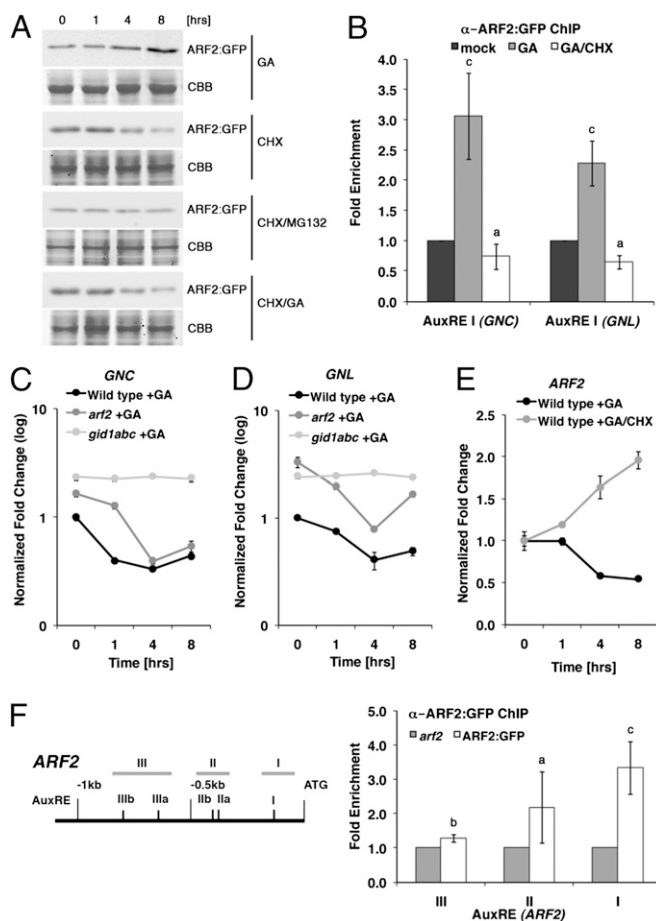 A
0 1 4 8 [hrs]
ARF2:GFP
CBB
GA
ARF2:GFP
CBB
CHX
ARF2:GFP
CBB
CHX/MG132
ARF2:GFP
CBB
CHX/GA
B
α-ARF2:GFP ChIP
mock GA GA/CHX
Fold Enrichment
4.0
3.5
3.0
2.5
2.0
1.5
1.0
0.5
0.0
c a c a
AuxRE I (GNC) AuxRE I (GNL)
C
GNC
Wild type +GA
arf2 +GA
gid1abc +GA
Normalized Fold Change (log)
10
1
0
0 1 4 8
Time [hrs]
D
GNL
Wild type +GA
arf2 +GA
gid1abc +GA
Normalized Fold Change (log)
10
1
0
0 1 4 8
Time [hrs]
E
ARF2
Wild type +GA
Wild type +GA/CHX
Normalized Fold Change
2.5
2.0
1.5
1.0
0.5
0.0
0 1 4 8
Time [hrs]
F
ARF2
III II I
-1kb -0.5kb ATG
AuxRE IIIb IIIa IIb IIa I
α-ARF2:GFP ChIP
arf2 ARF2:GFP
Fold Enrichment
5.0
4.0
3.0
2.0
1.0
0.0
b a c
III II I
AuxRE (ARF2)